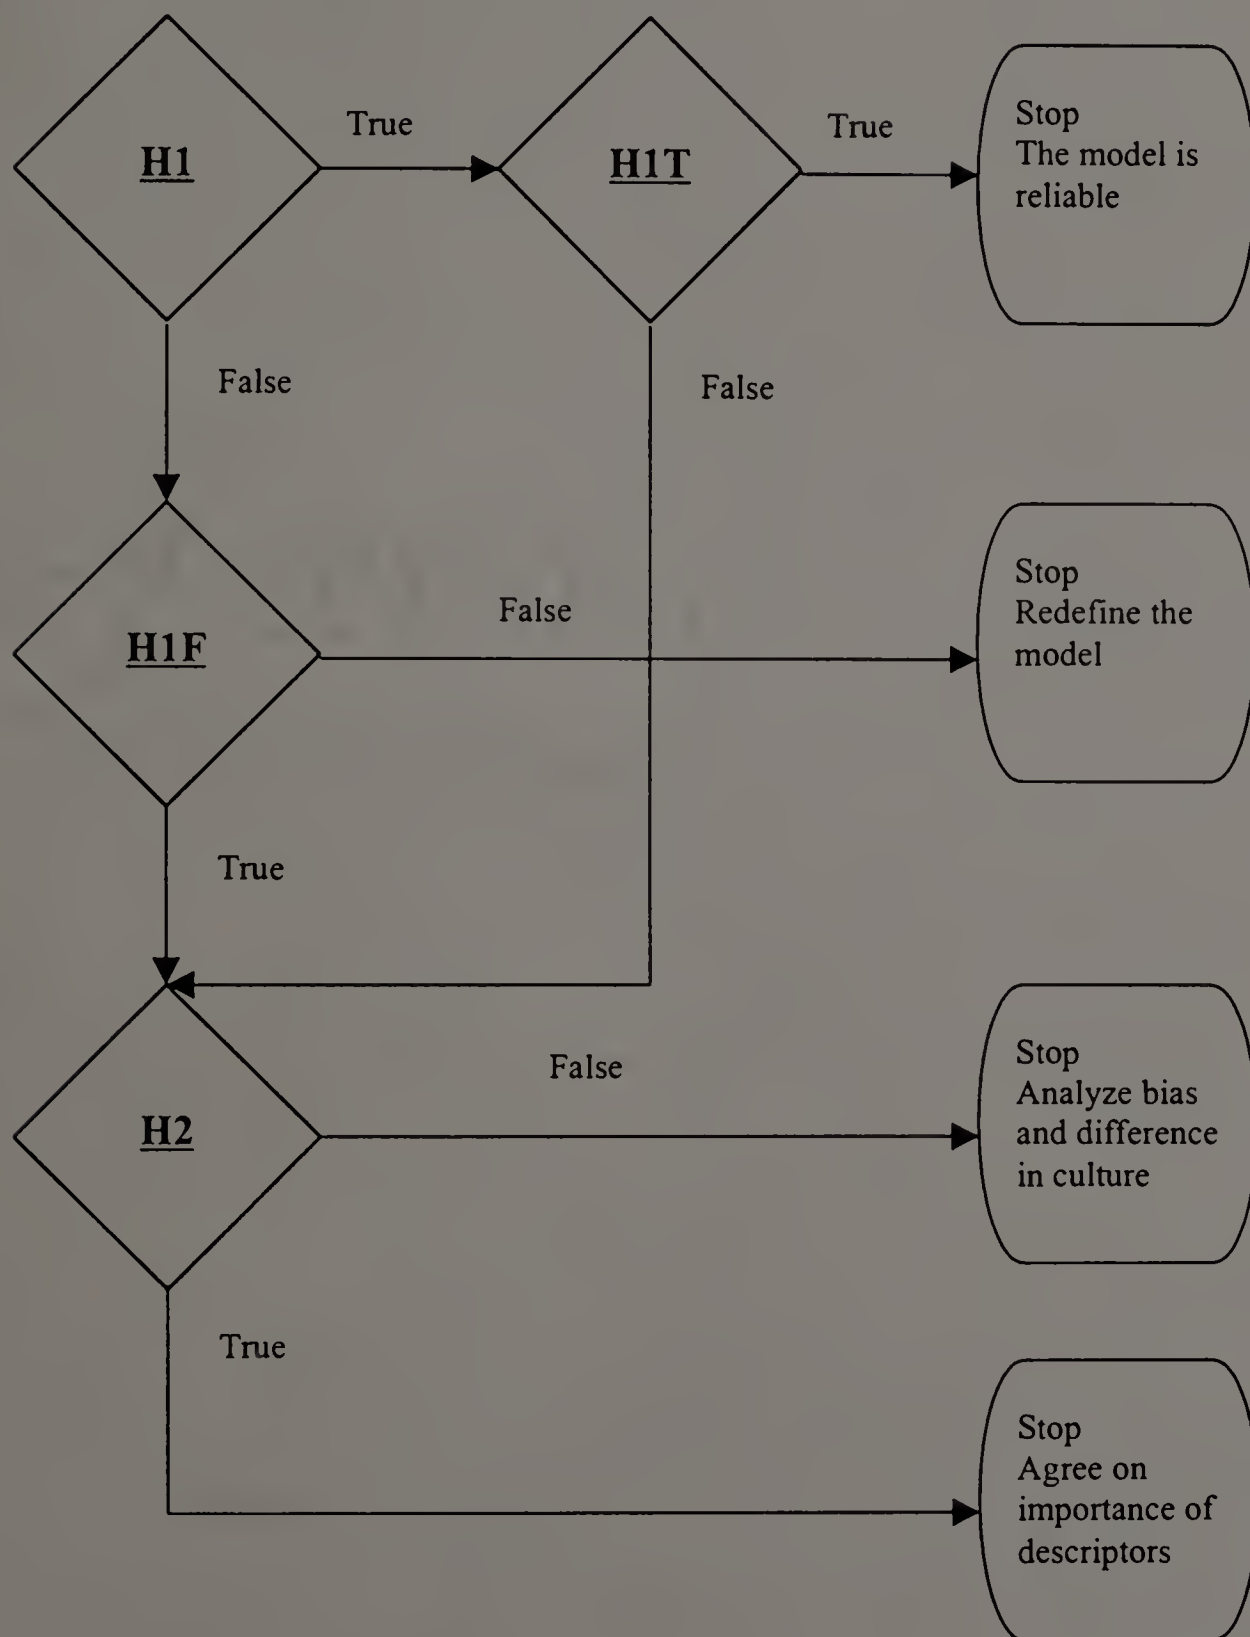 H1
True
H1T
True
Stop
The model is
reliable
False
False
H1F
False
Stop
Redefine the
model
True
H2
False
Stop
Analyze bias
and difference
in culture
True
Stop
Agree on
importance of
descriptors